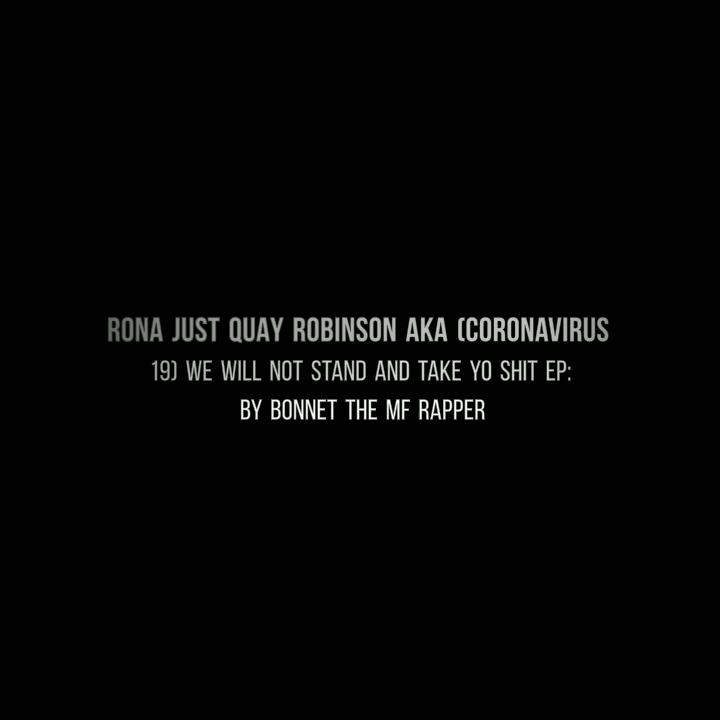 RONA JUST QUAY ROBINSON AKA (CORONAVIRUS
19) WE WILL NOT STAND AND TAKE YO SHIT EP:
BY BONNET THE MF RAPPER